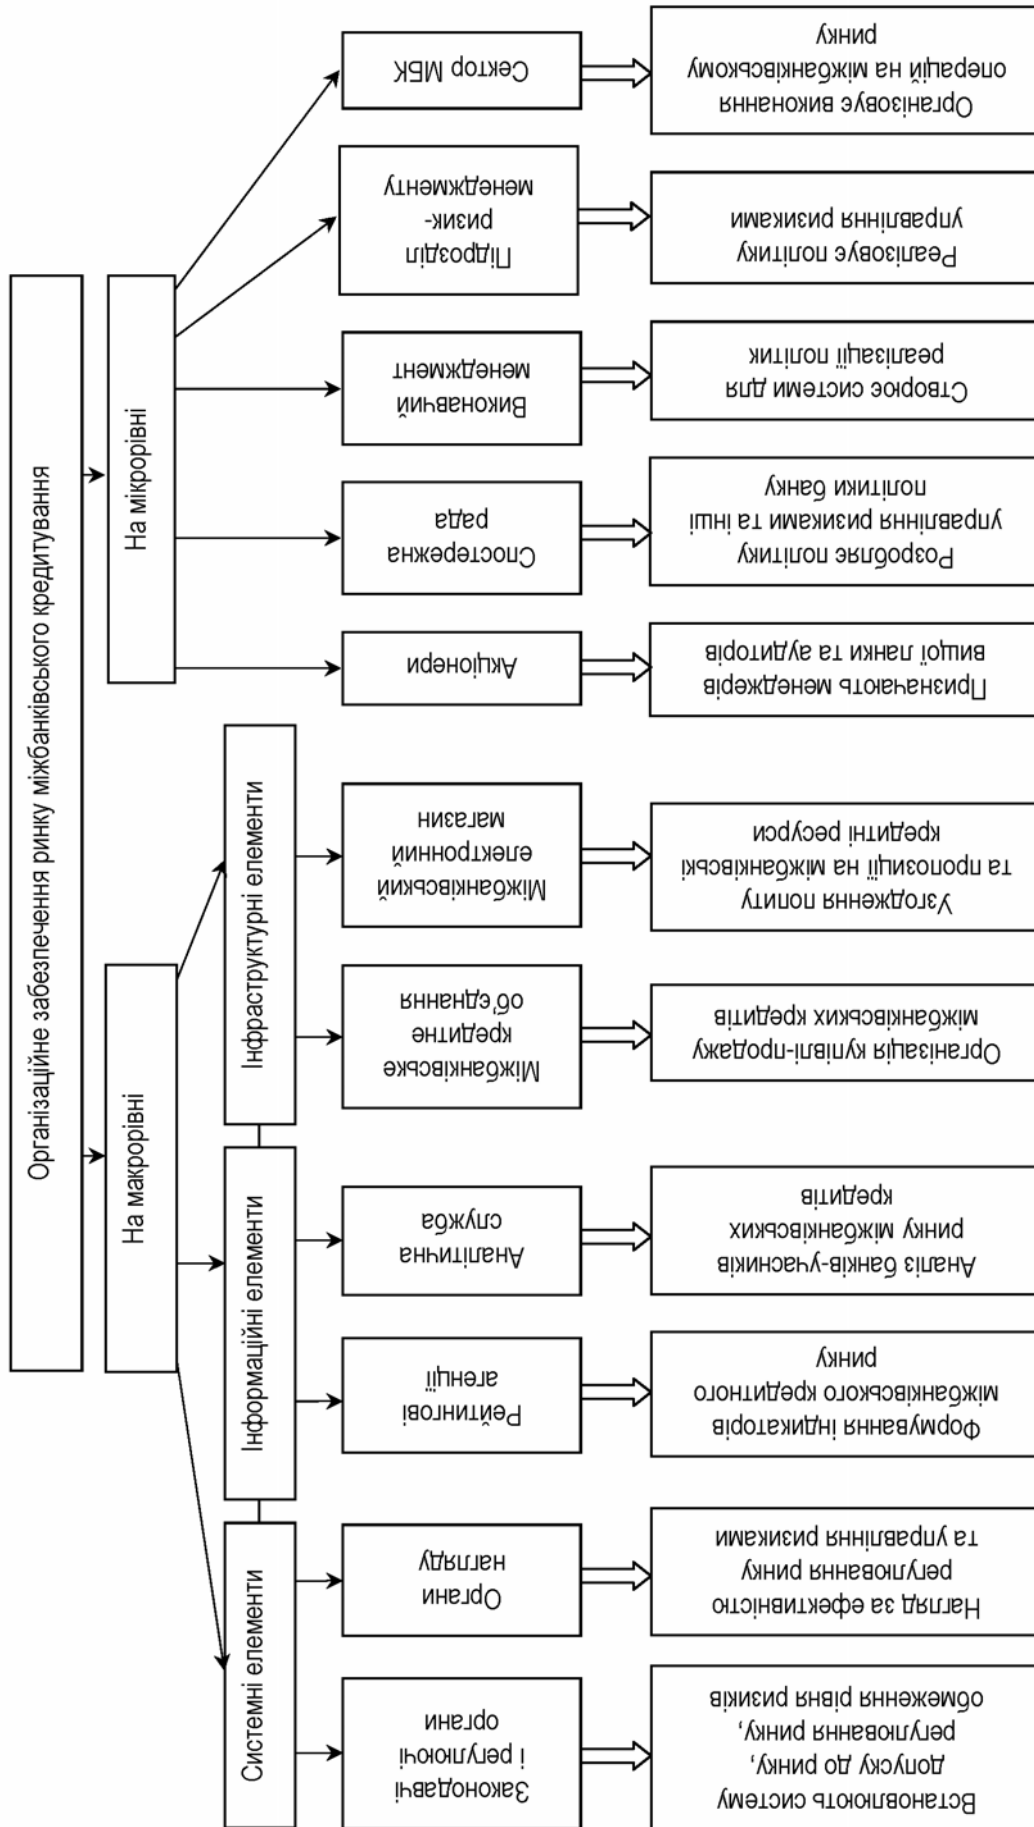 Організаційне забезпечення ринку міжбанківського кредитування
На макрорівні
На мікрорівні
Системні елементи
Інформаційні елементи
Інфраструктурні елементи
Законодавчі
і регулюючі
органи
Органи
нагляду
Рейтингові
агенції
Аналітична
служба
Міжбанківське
кредитне
об'єднання
Міжбанківський
електронний
магазин
Акціонери
Спостережна
рада
Виконавчий
менеджмент
Підрозділ
ризик-
менеджменту
Сектор МБК
Встановлюють систему
допуску до ринку,
регулювання ринку,
обмеження рівня ризиків
Нагляд за ефективністю
регулювання ринку
та управління ризиками
Формування індикаторів
міжбанківського кредитного
ринку
Аналіз банків-учасників
ринку міжбанківських
кредитів
Організація купівлі-продажу
міжбанківських кредитів
Узгодження попиту
та пропозиції на міжбанківські
кредитні ресурси
Призначають менеджерів
вищої ланки та аудиторів
Розробляє політику
управління ризиками та інші
політики банку
Створює системи для
реалізації політик
Реалізовує політику
управління ризиками
Організовує виконання
операцій на міжбанківському
ринку